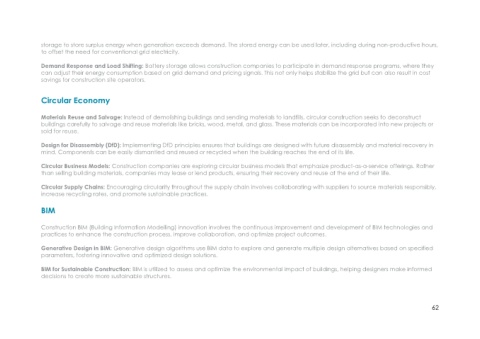 storage to store surplus energy when generation exceeds demand. The stored energy can be used later, including during non-productive hours,
to offset the need for conventional grid electricity.
Demand Response and Load Shifting: Battery storage allows construction companies to participate in demand response programs, where they
can adjust their energy consumption based on grid demand and pricing signals. This not only helps stabilize the grid but can also result in cost
savings for construction site operators.
Circular Economy
Materials Reuse and Salvage: Instead of demolishing buildings and sending materials to landfills, circular construction seeks to deconstruct
buildings carefully to salvage and reuse materials like bricks, wood, metal, and glass. These materials can be incorporated into new projects or
sold for reuse.
Design for Disassembly (DfD): Implementing DfD principles ensures that buildings are designed with future disassembly and material recovery in
mind. Components can be easily dismantled and reused or recycled when the building reaches the end of its life.
Circular Business Models: Construction companies are exploring circular business models that emphasize product-as-a-service offerings. Rather
than selling building materials, companies may lease or lend products, ensuring their recovery and reuse at the end of their life.
Circular Supply Chains: Encouraging circularity throughout the supply chain involves collaborating with suppliers to source materials responsibly,
increase recycling rates, and promote sustainable practices.
BIM
Construction BIM (Building Information Modelling) innovation involves the continuous improvement and development of BIM technologies and
practices to enhance the construction process, improve collaboration, and optimize project outcomes.
Generative Design in BIM: Generative design algorithms use BIM data to explore and generate multiple design alternatives based on specified
parameters, fostering innovative and optimized design solutions.
BIM for Sustainable Construction: BIM is utilized to assess and optimize the environmental impact of buildings, helping designers make informed
decisions to create more sustainable structures.
62